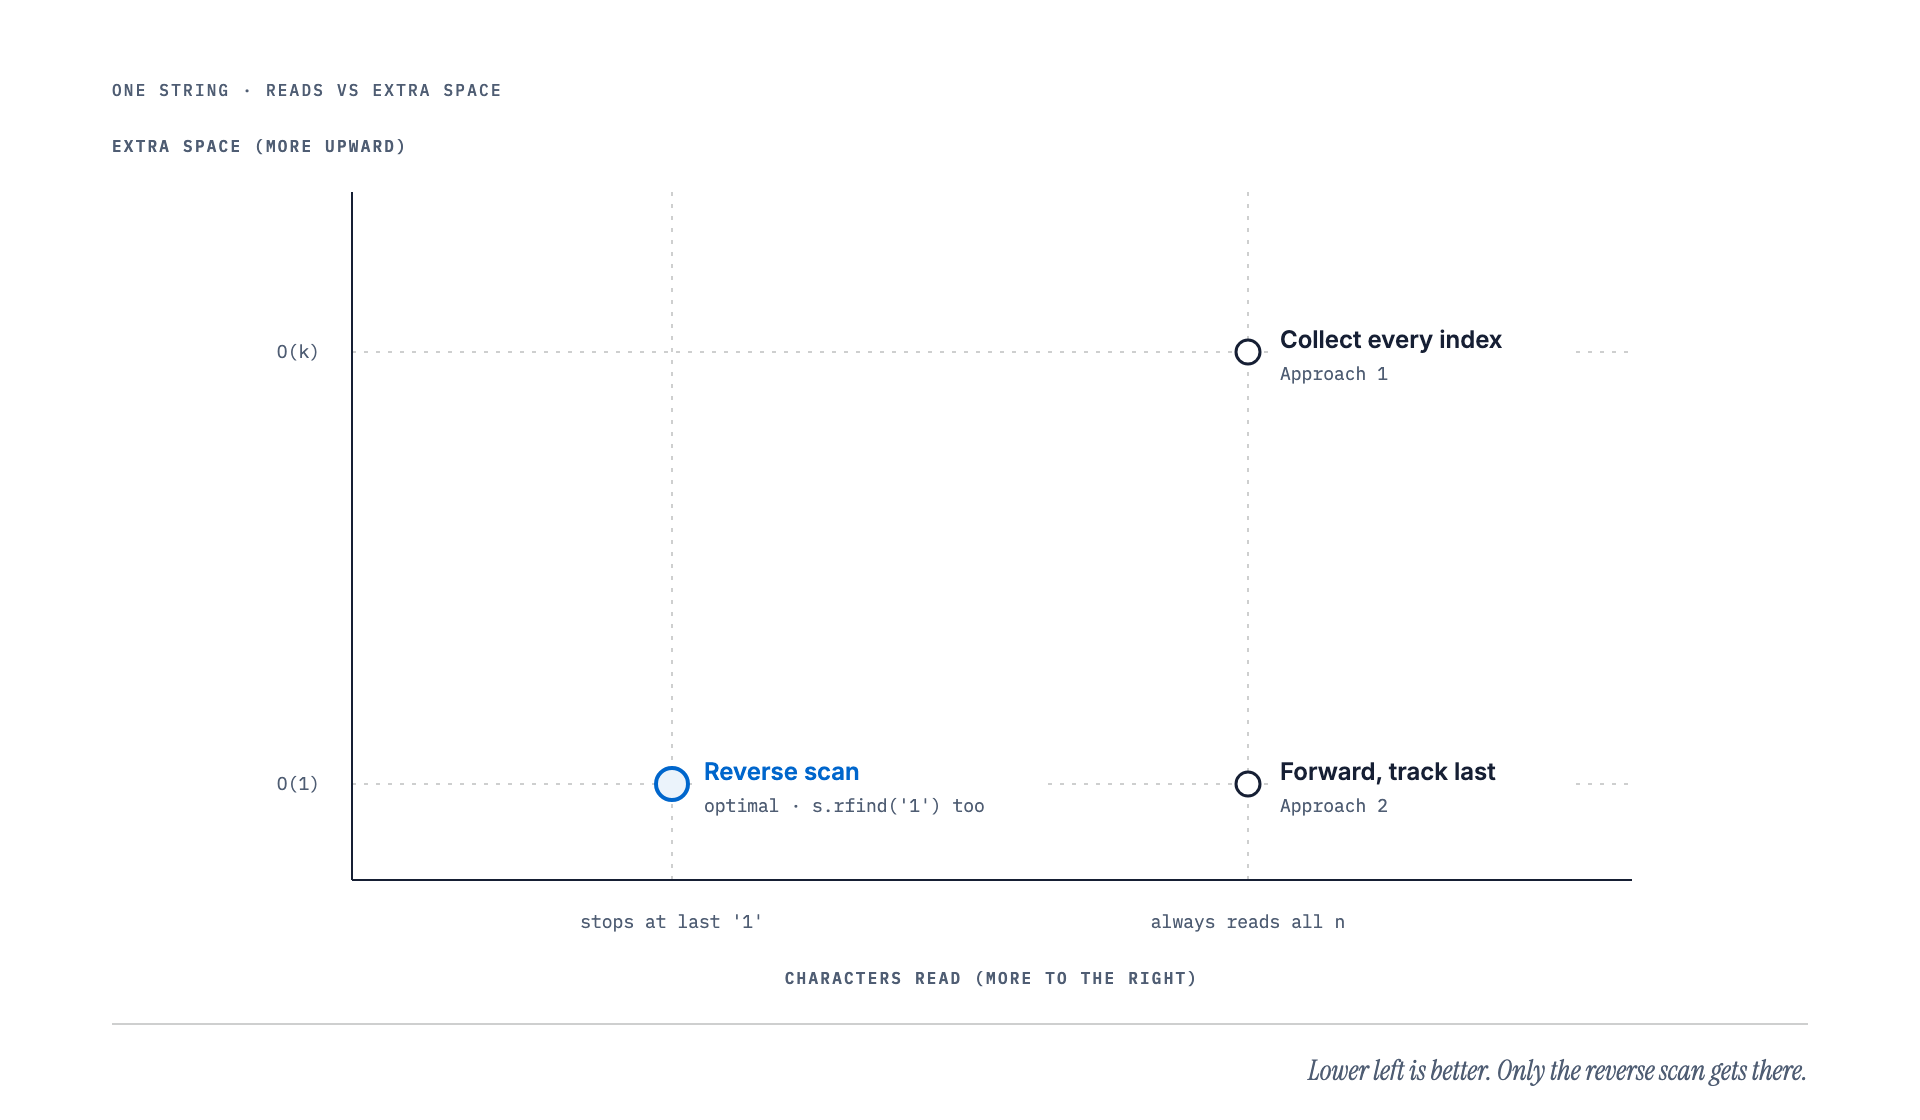 ONE STRING · READS VS EXTRA SPACE
EXTRA SPACE (MORE UPWARD)
O(k)
Collect every index
Approach 1
O(1)
Reverse scan
optimal · s.rfind('1') too
Forward, track last
Approach 2
stops at last '1'
always reads all n
CHARACTERS READ (MORE TO THE RIGHT)
Lower left is better. Only the reverse scan gets there.